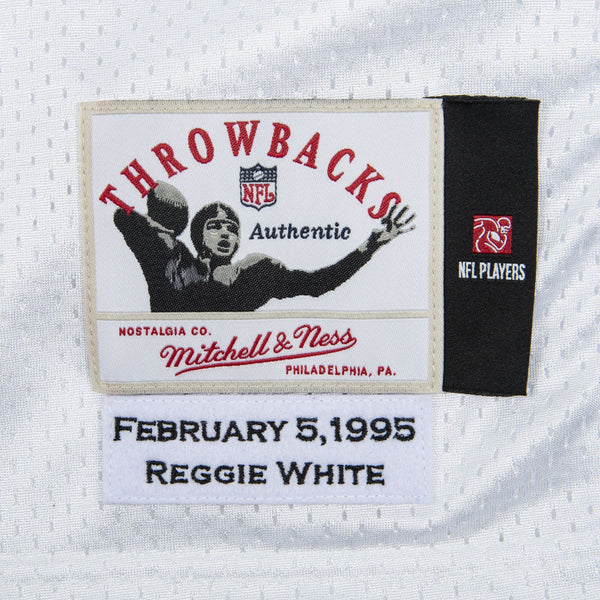 THROWBACKS
NFL
Authentic
NFL PLAYERS
NOSTALGIA CO.
Mitchell & Ness
PHILADELPHIA, PA.
FEBRUARY 5,1995
REGGIE WHITE